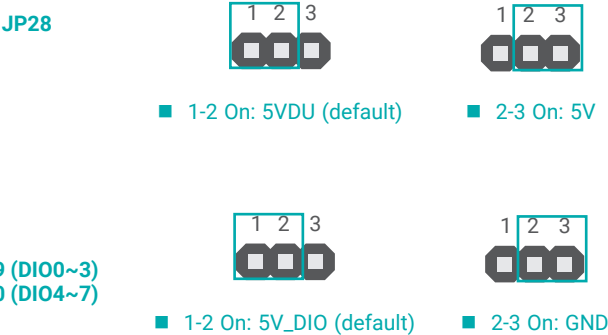 JP28
1 2 3
1 2 3
■ 1-2 On: 5VDU (default)
■ 2-3 On: 5V
1 2 3
1 2 3
9 (DIO0~3)
0 (DIO4~7)
■ 1-2 On: 5V_DIO (default)
■ 2-3 On: GND